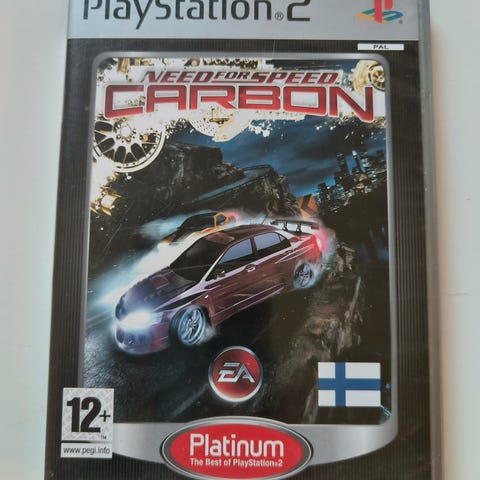 PlayStation®2
PAL
NEED FOR SPEED
CARBON
EA
12+
www.pegi.info
Platinum
The Best of PlayStation®2